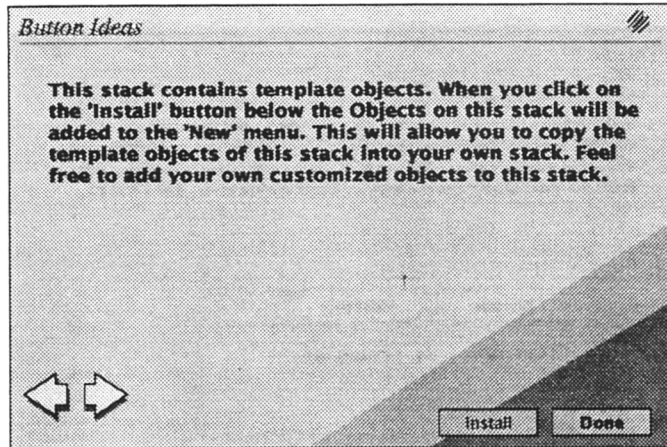 Button Ideas
This stack contains template objects. When you click on
the 'Install' button below the Objects on this stack will be
added to the 'New' menu. This will allow you to copy the
template objects of this stack into your own stack. Feel
free to add your own customized objects to this stack.
Install
Done